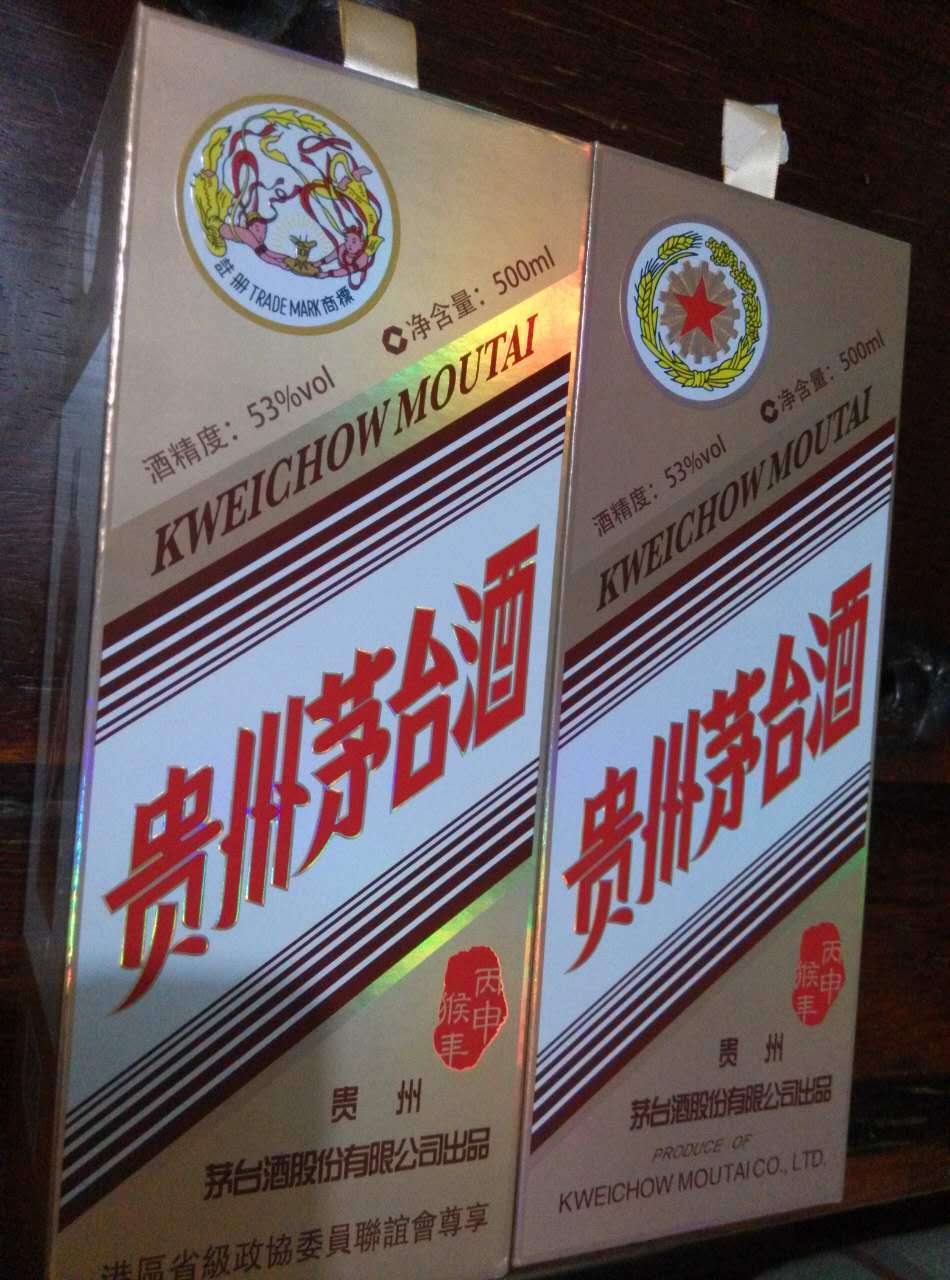 註冊 TRADE MARK 商標
酒精度：53%vol 净含量：500ml
KWEICHOW MOUTAI
贵州茅台酒
丙申
猴年
贵州
茅台酒股份有限公司出品
港區省級政協委員聯誼會尊享
酒精度：53%vol 净含量：500ml
KWEICHOW MOUTAI
贵州茅台酒
丙申
猴年
贵州
茅台酒股份有限公司出品
PRODUCE OF
KWEICHOW MOUTAI CO., LTD.